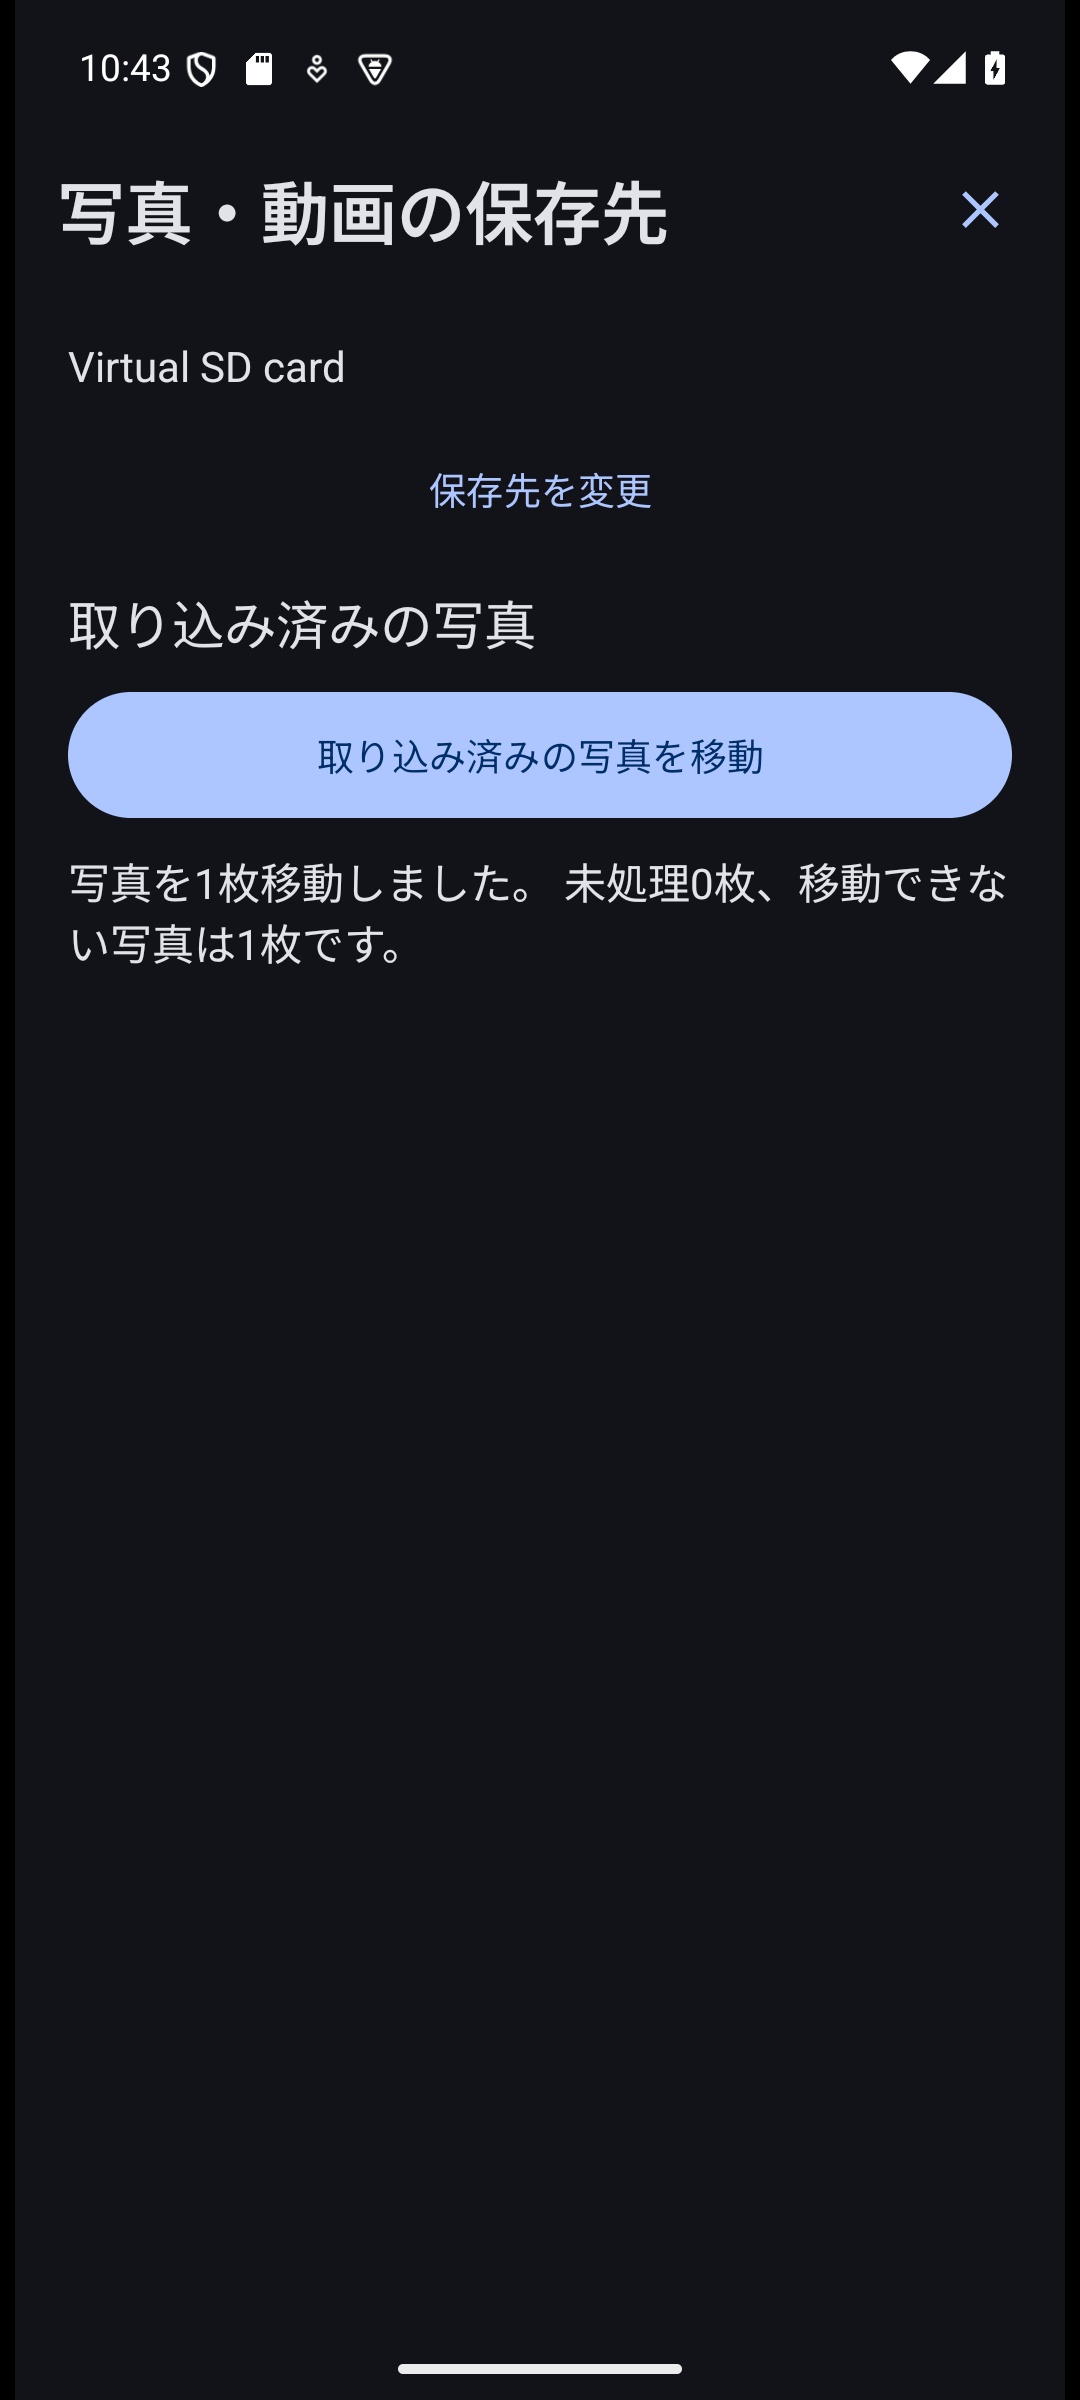 10:43
写真・動画の保存先
Virtual SD card
保存先を変更
取り込み済みの写真
取り込み済みの写真を移動
写真を1枚移動しました。 未処理0枚、移動できな
い写真は1枚です。